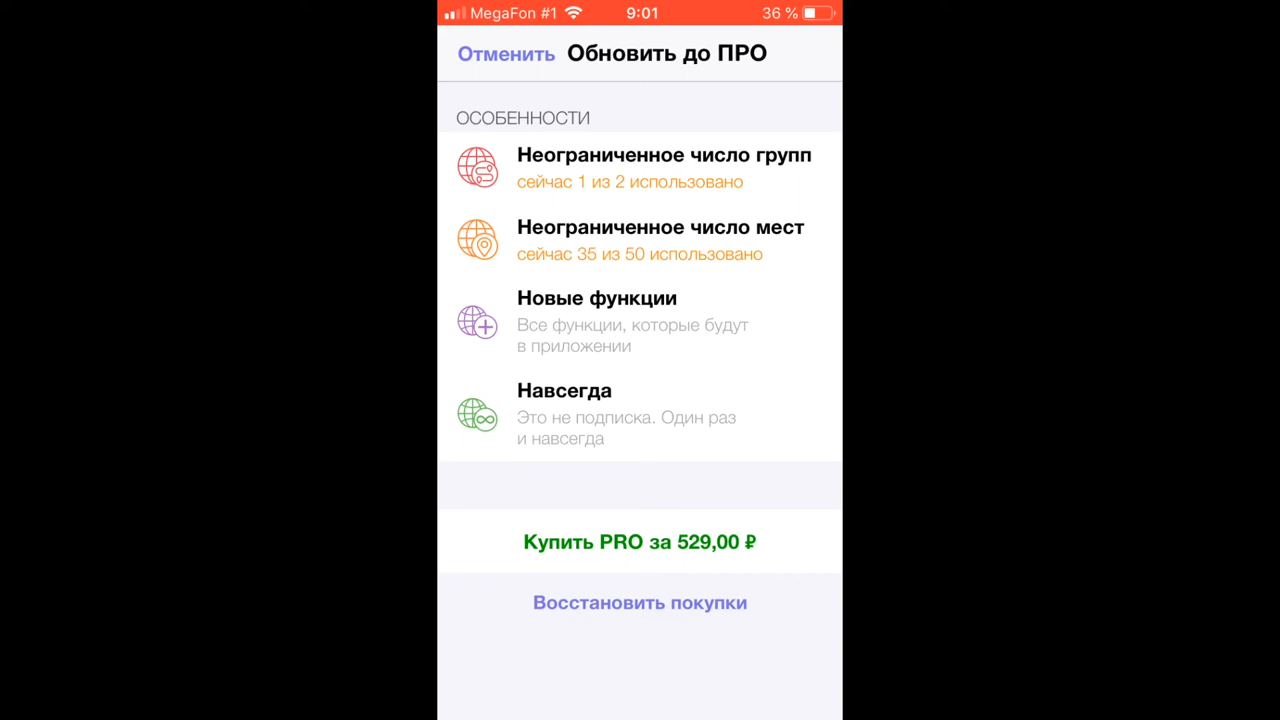 MegaFon #1 9:01 36 %
Отменить Обновить до ПРО
ОСОБЕННОСТИ
Неограниченное число групп
сейчас 1 из 2 использовано
Неограниченное число мест
сейчас 35 из 50 использовано
Новые функции
Все функции, которые будут
в приложении
Навсегда
Это не подписка. Один раз
и навсегда
Купить PRO за 529,00 ₽
Восстановить покупки